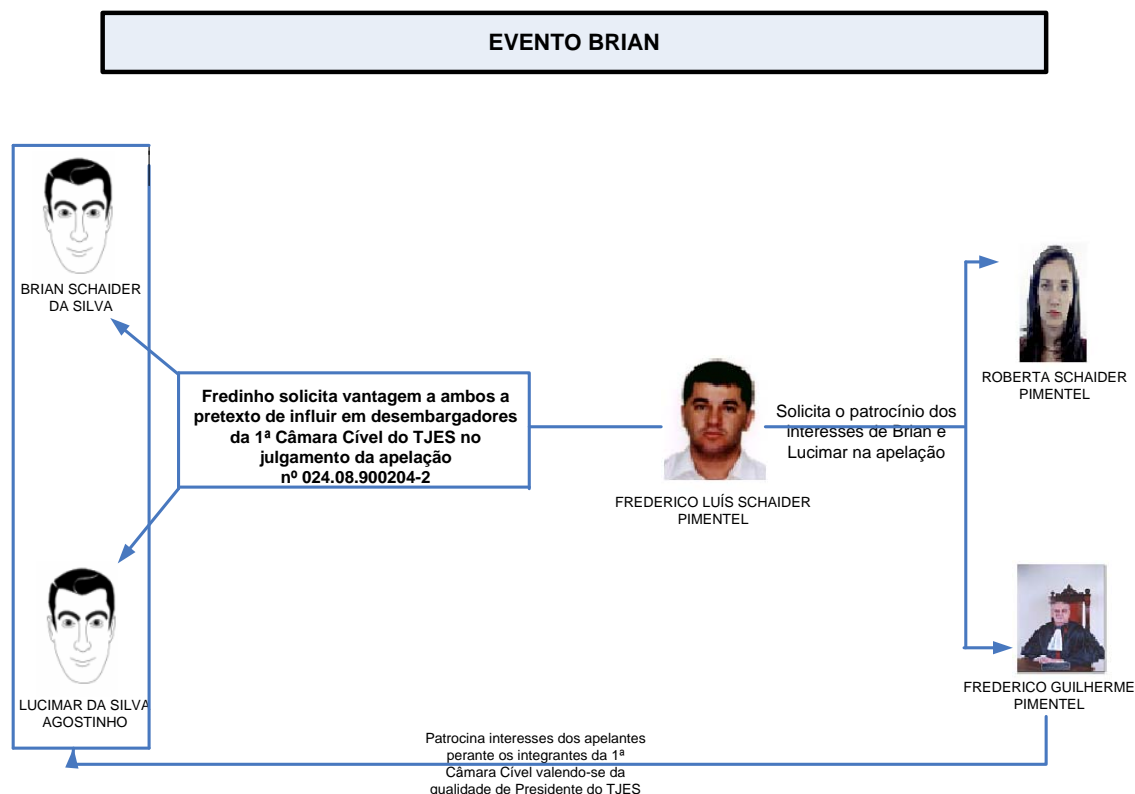 EVENTO BRIAN
BRIAN SCHAIDER
DA SILVA
Fredinho solicita vantagem a ambos a
pretexto de influir em desembargadores
da 1ª Câmara Cível do TJES no
julgamento da apelação
nº 024.08.900204-2
Solicita o patrocínio dos
interesses de Brian e
Lucimar na apelação
ROBERTA SCHAIDER
PIMENTEL
FREDERICO LUÍS SCHAIDER
PIMENTEL
LUCIMAR DA SILVA
AGOSTINHO
FREDERICO GUILHERME
PIMENTEL
Patrocina interesses dos apelantes
perante os integrantes da 1ª
Câmara Cível valendo-se da
qualidade de Presidente do TJES